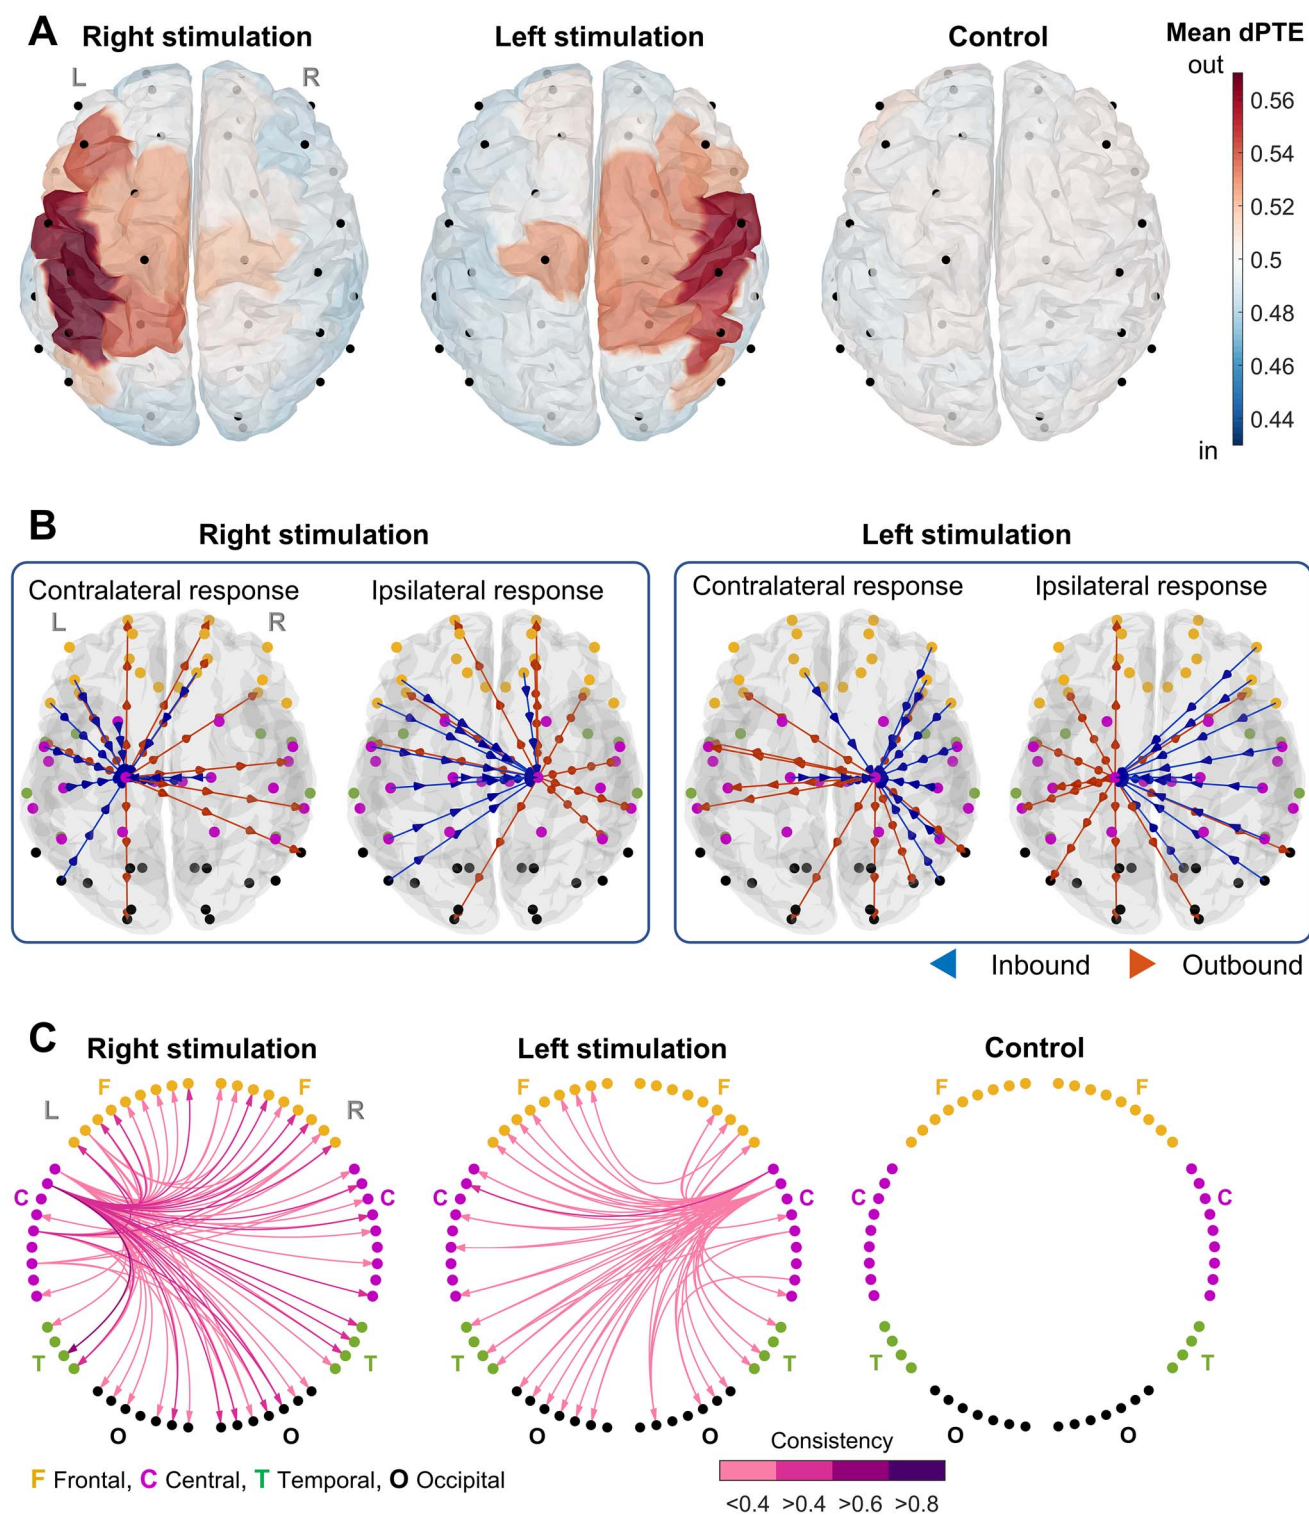 A
Right stimulation
Left stimulation
Control
Mean dPTE
out
L
R
0.56
0.54
0.52
0.5
0.48
0.46
0.44
in
B
Right stimulation
Left stimulation
Contralateral response
Ipsilateral response
Contralateral response
Ipsilateral response
L
R
Inbound
Outbound
C
Right stimulation
Left stimulation
Control
F
F
F
F
F
F
L
R
C
C
C
C
C
C
T
T
T
T
T
T
O
O
O
O
O
O
Consistency
F Frontal, C Central, T Temporal, O Occipital
<0.4 >0.4 >0.6 >0.8